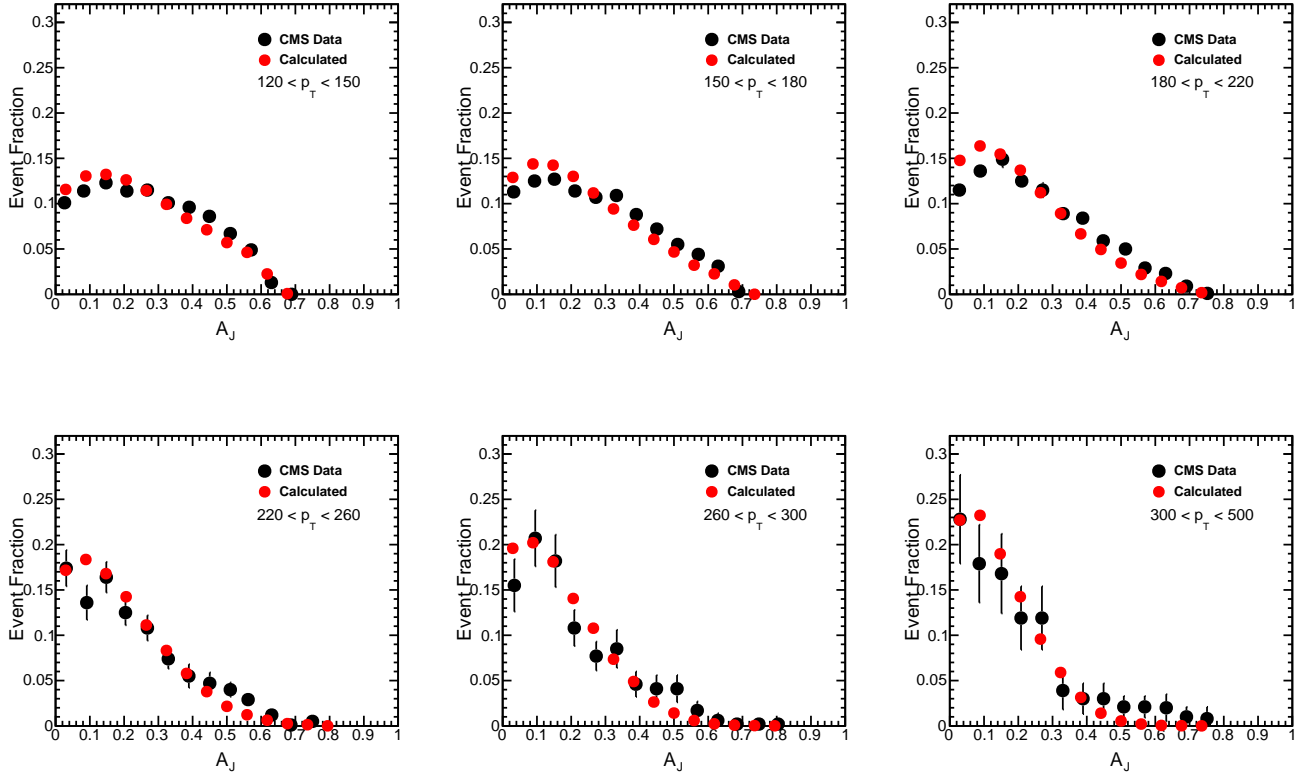 0.3
0.25
0.2
0.15
0.1
0.05
0
Event Fraction
CMS Data
Calculated
120 < p_T < 150
0 0.1 0.2 0.3 0.4 0.5 0.6 0.7 0.8 0.9 1
A_J
0.3
0.25
0.2
0.15
0.1
0.05
0
Event Fraction
CMS Data
Calculated
150 < p_T < 180
0 0.1 0.2 0.3 0.4 0.5 0.6 0.7 0.8 0.9 1
A_J
0.3
0.25
0.2
0.15
0.1
0.05
0
Event Fraction
CMS Data
Calculated
180 < p_T < 220
0 0.1 0.2 0.3 0.4 0.5 0.6 0.7 0.8 0.9 1
A_J
0.3
0.25
0.2
0.15
0.1
0.05
0
Event Fraction
CMS Data
Calculated
220 < p_T < 260
0 0.1 0.2 0.3 0.4 0.5 0.6 0.7 0.8 0.9 1
A_J
0.3
0.25
0.2
0.15
0.1
0.05
0
Event Fraction
CMS Data
Calculated
260 < p_T < 300
0 0.1 0.2 0.3 0.4 0.5 0.6 0.7 0.8 0.9 1
A_J
0.3
0.25
0.2
0.15
0.1
0.05
0
Event Fraction
CMS Data
Calculated
300 < p_T < 500
0 0.1 0.2 0.3 0.4 0.5 0.6 0.7 0.8 0.9 1
A_J